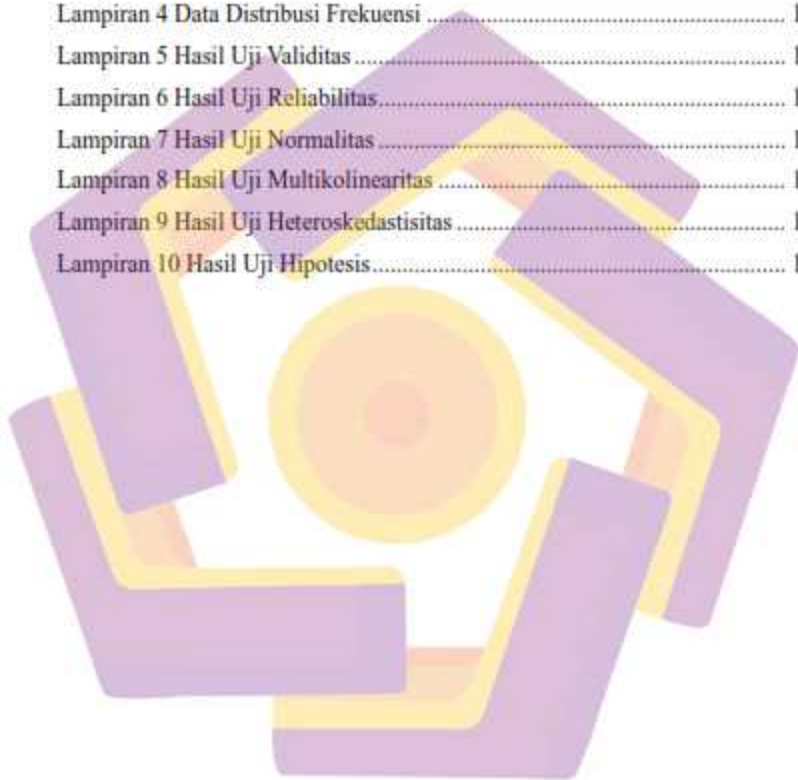 Lampiran 4 Data Distribusi Frekuensi ........................................................
Lampiran 5 Hasil Uji Validitas ........................................................
Lampiran 6 Hasil Uji Reliabilitas ........................................................
Lampiran 7 Hasil Uji Normalitas ........................................................
Lampiran 8 Hasil Uji Multikolinearitas ........................................................
Lampiran 9 Hasil Uji Heteroskedastisitas ........................................................
Lampiran 10 Hasil Uji Hipotesis ........................................................